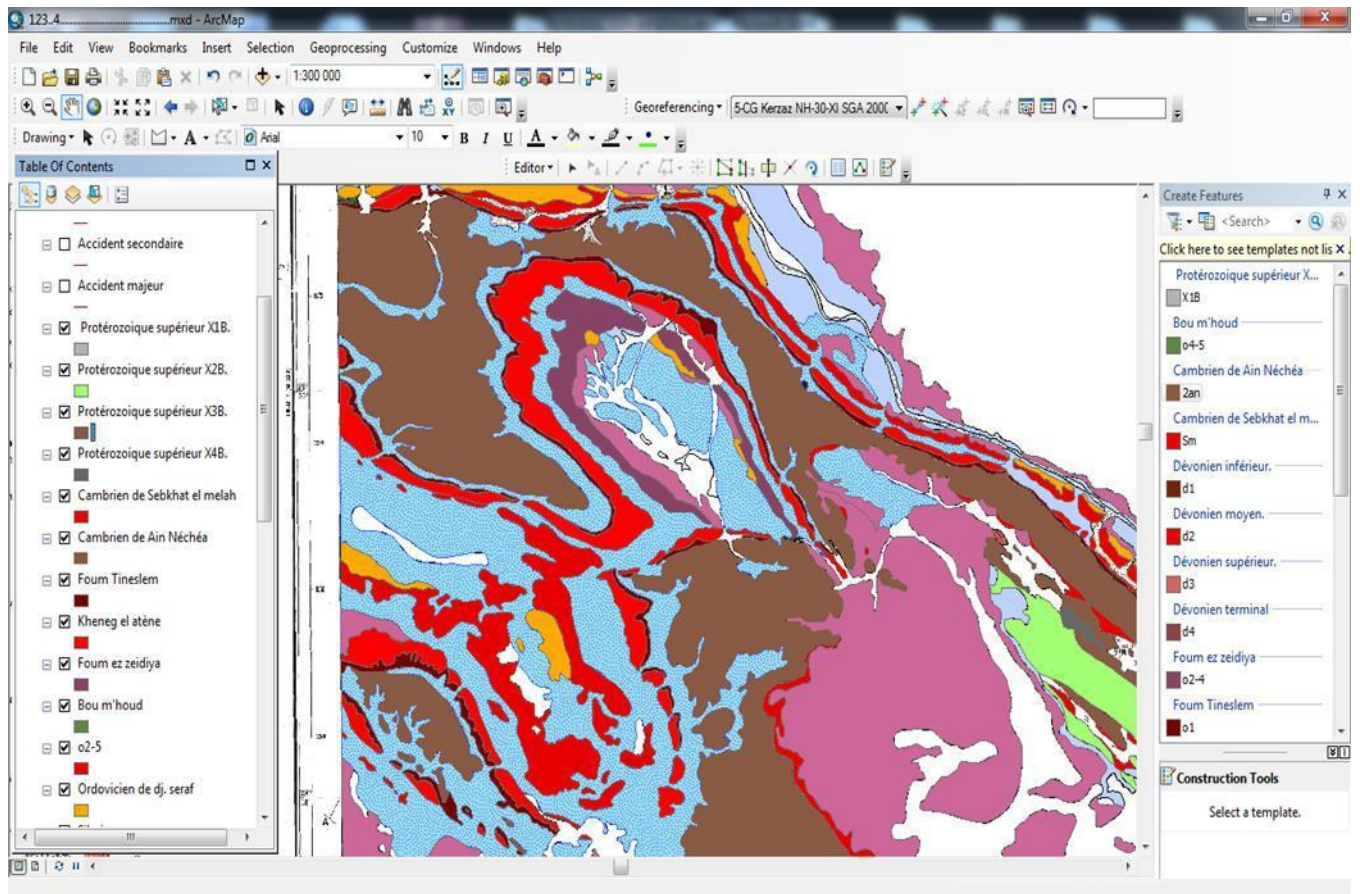 123..4......................................mxd - ArcMap
File Edit View Bookmarks Insert Selection Geoprocessing Customize Windows Help
1:300 000
Georeferencing 5-CG Kerzaz NH-30-XI SGA 200(
Drawing A Arial 10 B I U A
Editor
Table Of Contents
Accident secondaire
Accident majeur
Protérozoique supérieur X1B.
Protérozoique supérieur X2B.
Protérozoique supérieur X3B.
Protérozoique supérieur X4B.
Cambrien de Sebkhat el melah
Cambrien de Ain Néchéa
Foum Tineslem
Kheneg el atène
Foum ez zeidiya
Bou m'houd
o2-5
Ordovicien de dj. seraf
Create Features
<Search>
Click here to see templates not lis
Protérozoique supérieur X...
X1B
Bou m'houd
o4-5
Cambrien de Ain Néchéa
2an
Cambrien de Sebkhat el m...
Sm
Dévonien inférieur.
d1
Dévonien moyen.
d2
Dévonien supérieur.
d3
Dévonien terminal
d4
Foum ez zeidiya
o2-4
Foum Tineslem
o1
Construction Tools
Select a template.